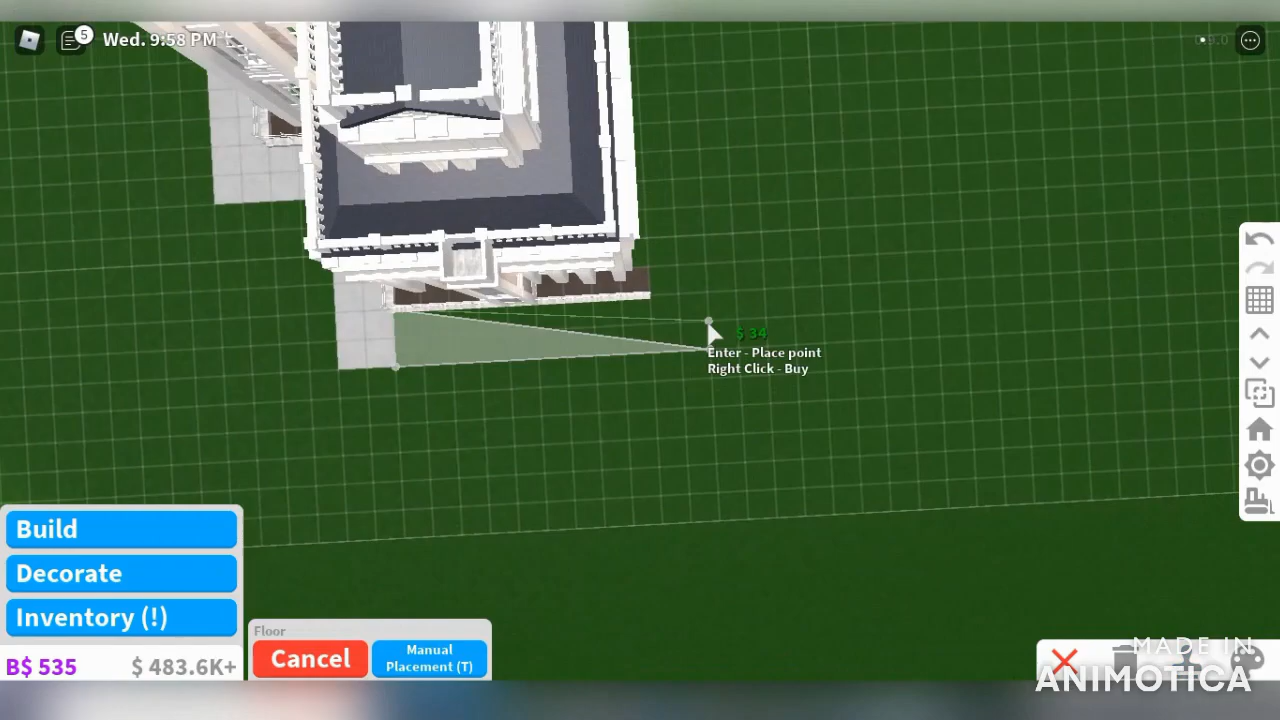 5
Wed. 9:58 PM
$ 34
Enter - Place point
Right Click - Buy
Build
Decorate
Inventory (!)
B$ 535
$ 483.6K+
Floor
Cancel
Manual
Placement (T)
MADE IN
ANIMOTICA